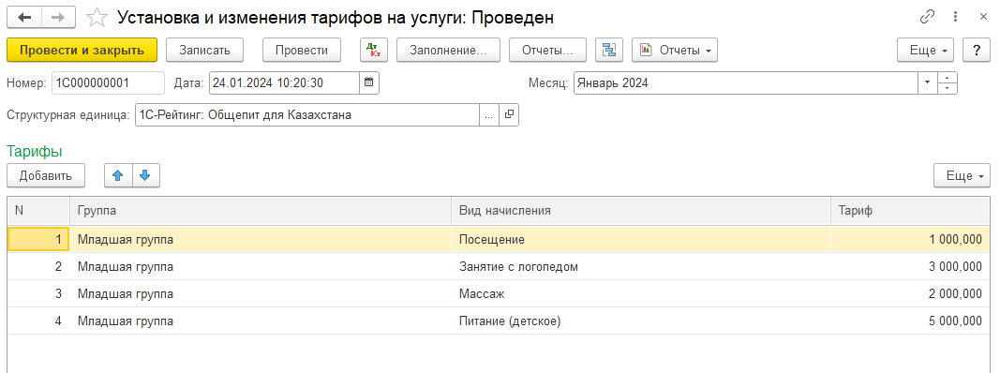 Установка и изменения тарифов на услуги: Проведен
Провести и закрыть Записать Провести Дт Кт Заполнение... Отчеты... Отчеты Еще ?
Номер: 1С000000001 Дата: 24.01.2024 10:20:30 Месяц: Январь 2024
Структурная единица: 1С-Рейтинг: Общепит для Казахстана ...
Тарифы
Добавить Еще
N Группа Вид начисления Тариф
1 Младшая группа Посещение 1 000,000
2 Младшая группа Занятие с логопедом 3 000,000
3 Младшая группа Массаж 2 000,000
4 Младшая группа Питание (детское) 5 000,000